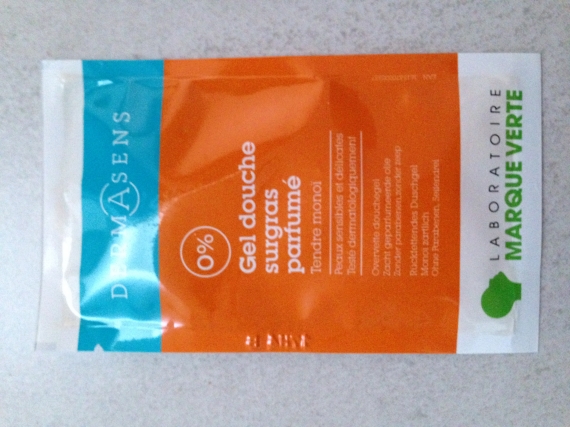 DERMASENS
0%
Gel douche
surgras
parfumé
Tendre monoï
Peaux sensibles et délicates
Testé dermatologiquement
Overvette douchegel
Zacht geparfumeerde olie
Zonder parabenen, zonder zeep
Rückfettendes Duschgel
Monoi zärtlich
Ohne Parabenen, Seifenfrei
LABORATOIRE
MARQUE VERTE